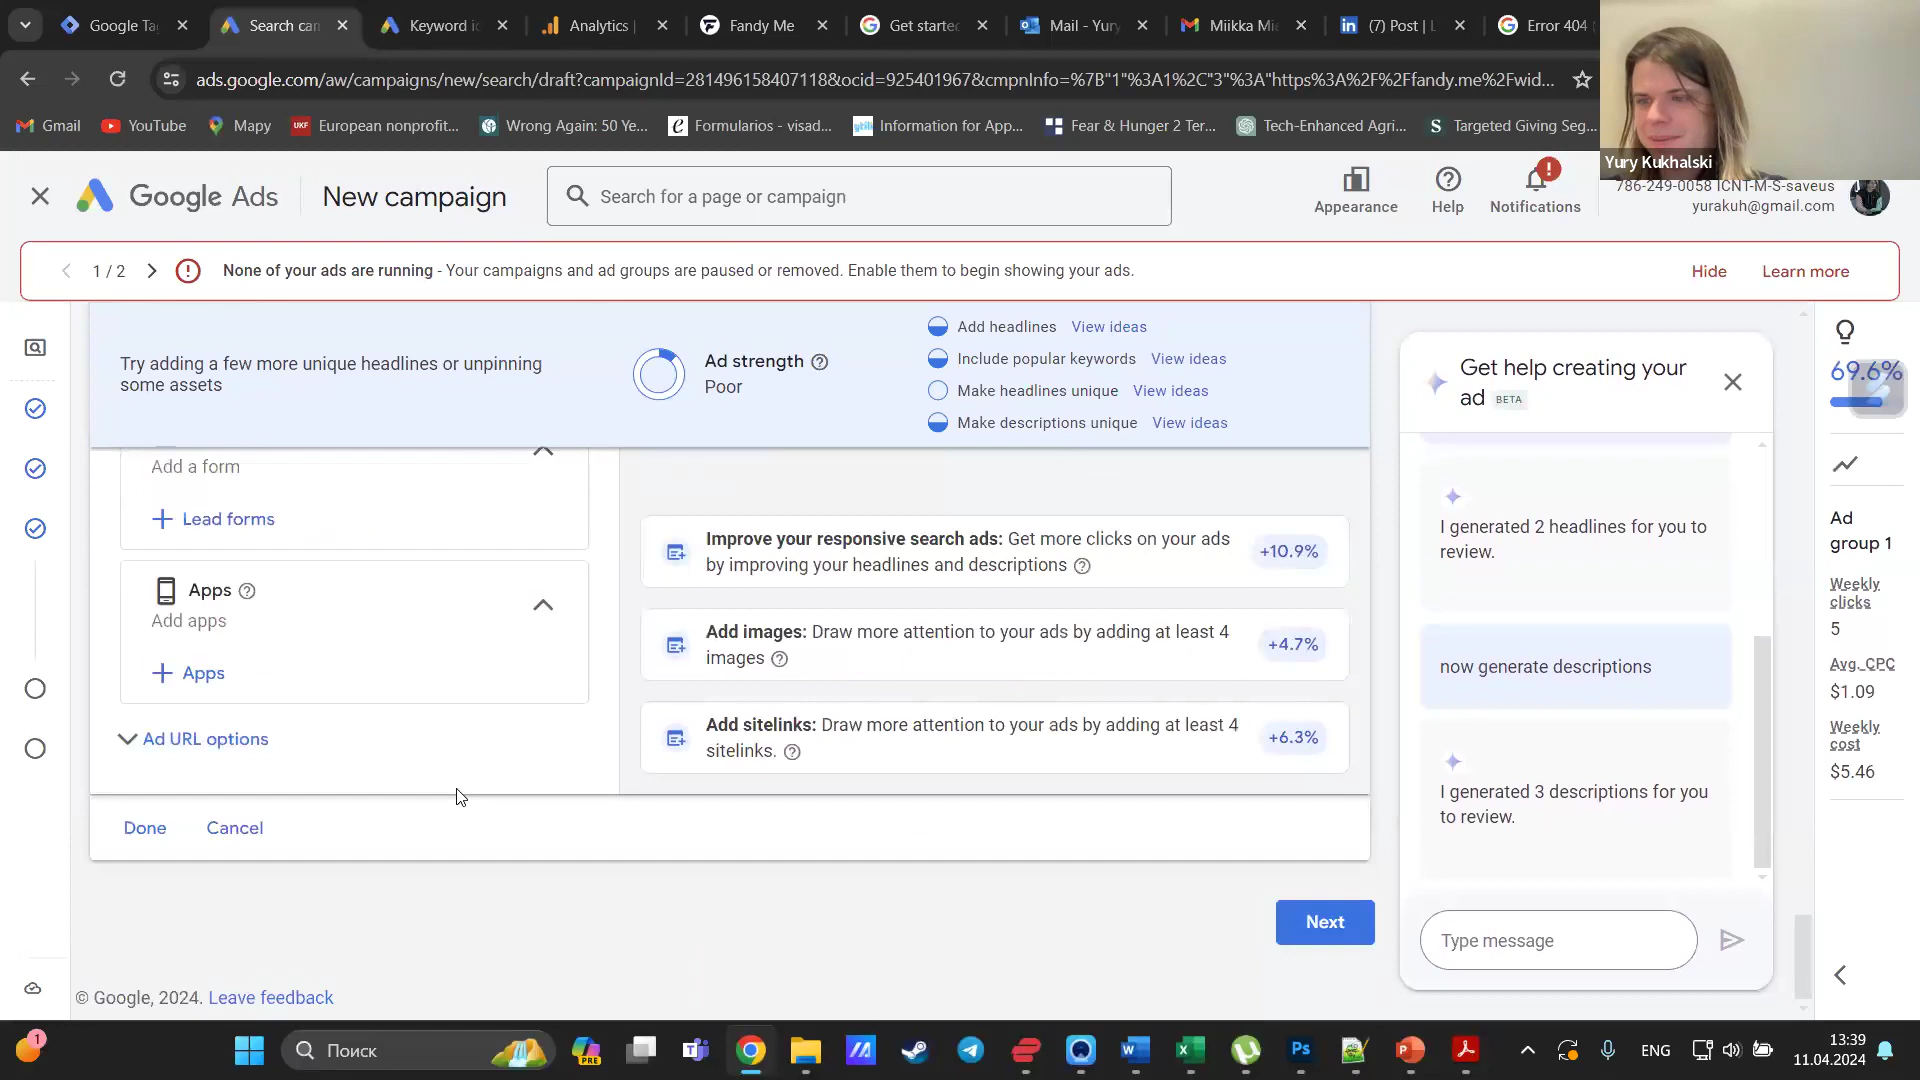 Google Ta
Search can
Keyword i
Analytics |
Fandy Me
Get starte
Mail - Yury
Miikka Mi
(7) Post | L
Error 404
ads.google.com/aw/campaigns/new/search/draft?campaignId=281496158407118&ocid=925401967&cmpnInfo=%7B"1"%3A1%2C"3"%3A"https%3A%2F%2Ffandy.me%2Fwid...
Gmail
YouTube
Mapy
UKF
European nonprofit...
Wrong Again: 50 Ye...
Formularios - visad...
Information for App...
Fear & Hunger 2 Ter...
Tech-Enhanced Agri...
Targeted Giving Seg...
Yury Kukhalski
Google Ads
New campaign
Search for a page or campaign
Appearance
Help
Notifications
786-249-0058 ICNT-M-S-saveus
yurakuh@gmail.com
1 / 2
None of your ads are running - Your campaigns and ad groups are paused or removed. Enable them to begin showing your ads.
Hide
Learn more
Try adding a few more unique headlines or unpinning
some assets
Ad strength
Poor
Add headlines View ideas
Include popular keywords View ideas
Make headlines unique View ideas
Make descriptions unique View ideas
Add a form
Lead forms
Apps
Add apps
Apps
Ad URL options
Improve your responsive search ads: Get more clicks on your ads
by improving your headlines and descriptions
+10.9%
Add images: Draw more attention to your ads by adding at least 4
images
+4.7%
Add sitelinks: Draw more attention to your ads by adding at least 4
sitelinks.
+6.3%
Done
Cancel
Next
© Google, 2024. Leave feedback
Get help creating your
ad BETA
I generated 2 headlines for you to
review.
now generate descriptions
I generated 3 descriptions for you
to review.
Type message
69.6%
Ad
group 1
Weekly
clicks
5
Avg. CPC
$1.09
Weekly
cost
$5.46
1
Поиск
PRE
ENG
13:39
11.04.2024